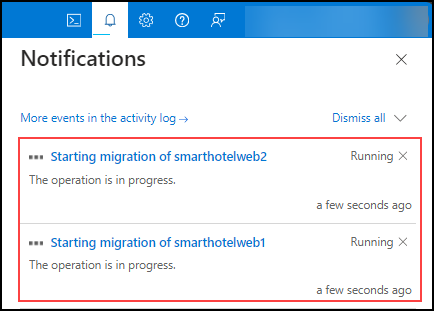 Notifications
More events in the activity log →
Dismiss all
Starting migration of smarthotelweb2
Running
The operation is in progress.
a few seconds ago
Starting migration of smarthotelweb1
Running
The operation is in progress.
a few seconds ago